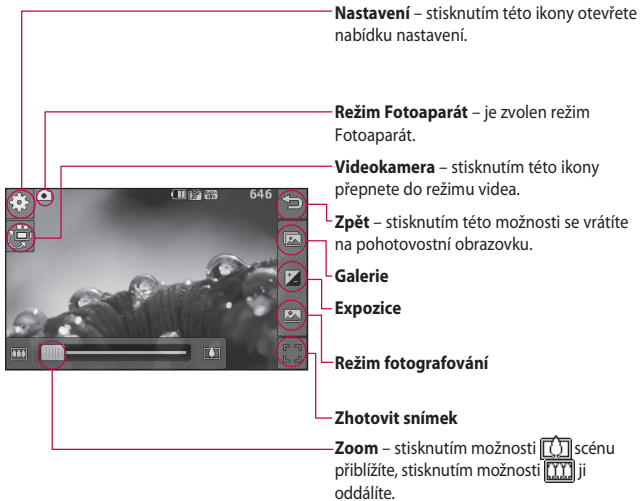 Nastavení – stisknutím této ikony otevřete
nabídku nastavení.
Režim Fotoaparát – je zvolen režim
Fotoaparát.
Videokamera – stisknutím této ikony
přepnete do režimu videa.
646
Zpět – stisknutím této možnosti se vrátíte
na pohotovostní obrazovku.
Galerie
Expozice
Režim fotografování
Zhotovit snímek
Zoom – stisknutím možnosti scénu
přiblížíte, stisknutím možnosti ji
oddálíte.